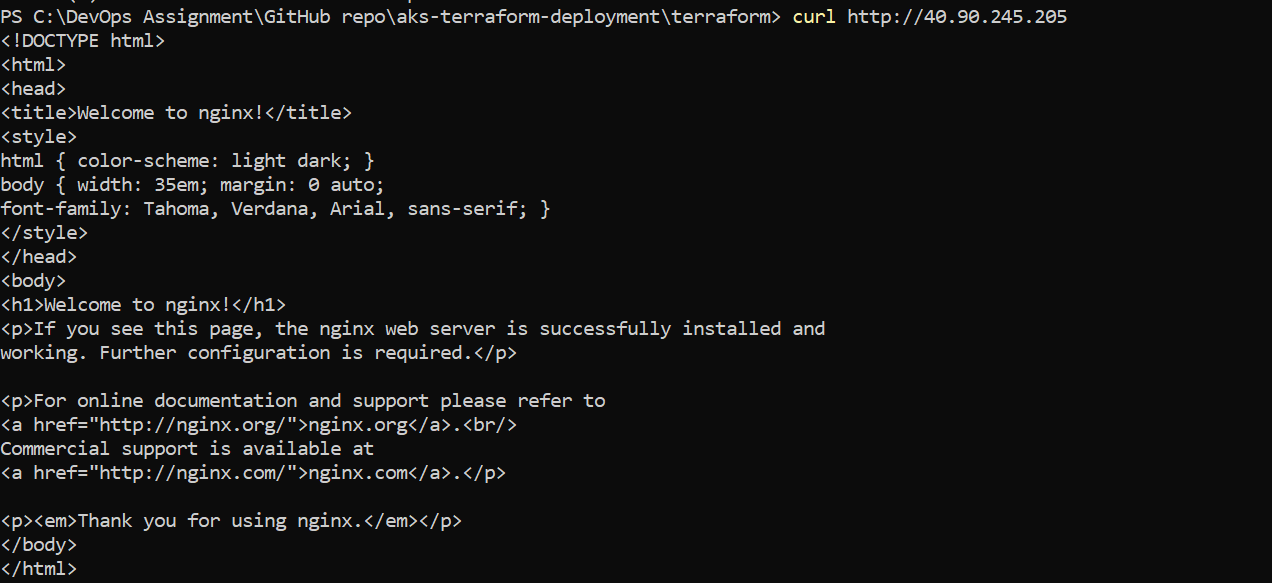 PS C:\DevOps Assignment\GitHub repo\aks-terraform-deployment\terraform> curl http://40.90.245.205
<!DOCTYPE html>
<html>
<head>
<title>Welcome to nginx!</title>
<style>
html { color-scheme: light dark; }
body { width: 35em; margin: 0 auto;
font-family: Tahoma, Verdana, Arial, sans-serif; }
</style>
</head>
<body>
<h1>Welcome to nginx!</h1>
<p>If you see this page, the nginx web server is successfully installed and
working. Further configuration is required.</p>

<p>For online documentation and support please refer to
<a href="http://nginx.org/">nginx.org</a>.<br/>
Commercial support is available at
<a href="http://nginx.com/">nginx.com</a>.</p>

<p><em>Thank you for using nginx.</em></p>
</body>
</html>